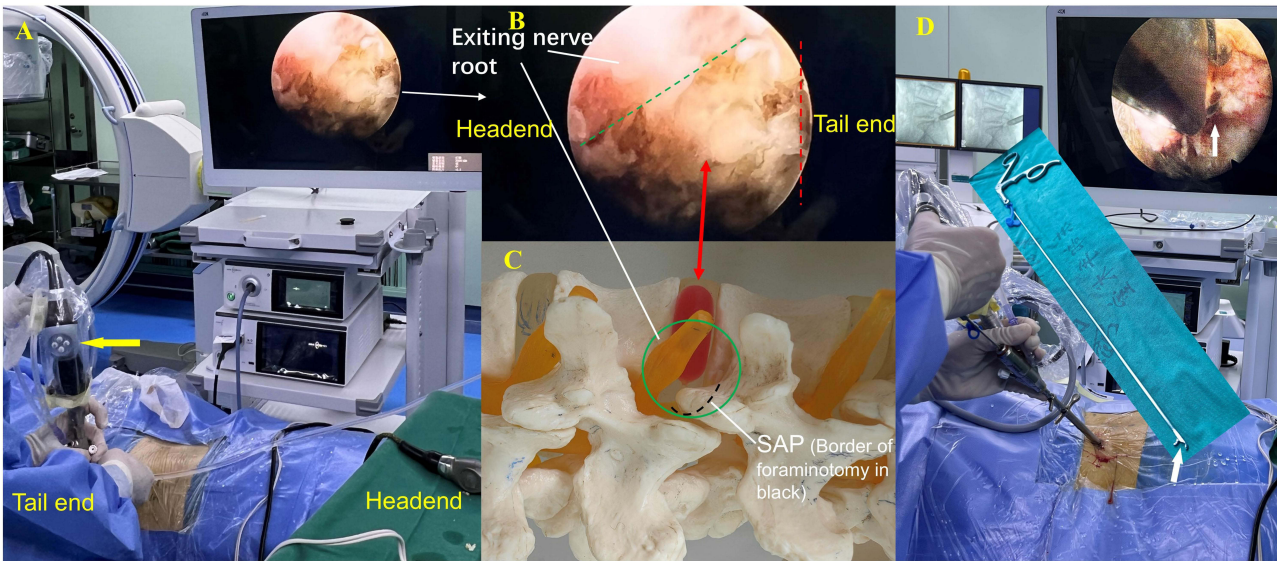 A
Tail end
Headend
B
Exiting nerve
root
Headend
Tail end
C
SAP (Border of
foraminotomy in
black)
D